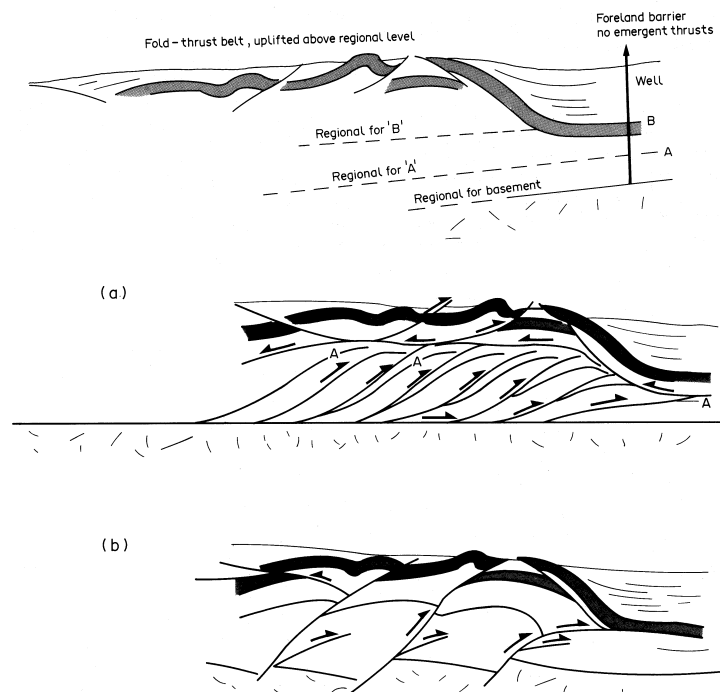 Foreland barrier
no emergent thrusts
Fold-thrust belt, uplifted above regional level
Well
B
Regional for 'B'
A
Regional for 'A'
Regional for basement
(a.)
A
A
A
(b)